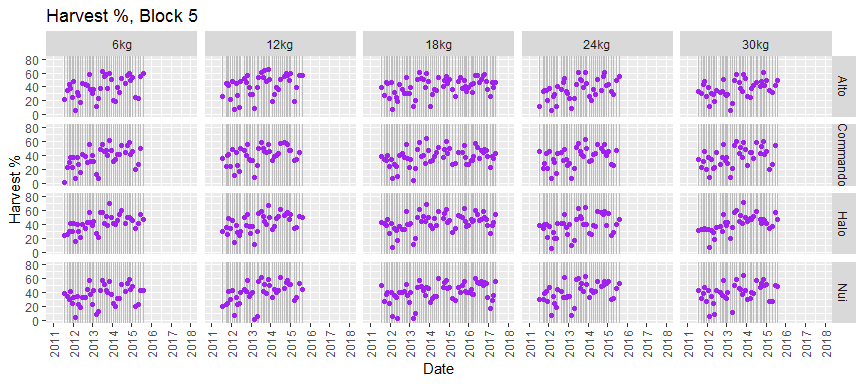 Harvest %, Block 5
6kg 12kg 18kg 24kg 30kg
80 60 40 20 0 Alto
80 60 40 20 0 Commando
80 60 40 20 0 Halo
80 60 40 20 0 Nui
Harvest %
2011 2012 2013 2014 2015 2016 2017 2018 2011 2012 2013 2014 2015 2016 2017 2018 2011 2012 2013 2014 2015 2016 2017 2018 2011 2012 2013 2014 2015 2016 2017 2018 2011 2012 2013 2014 2015 2016 2017 2018
Date